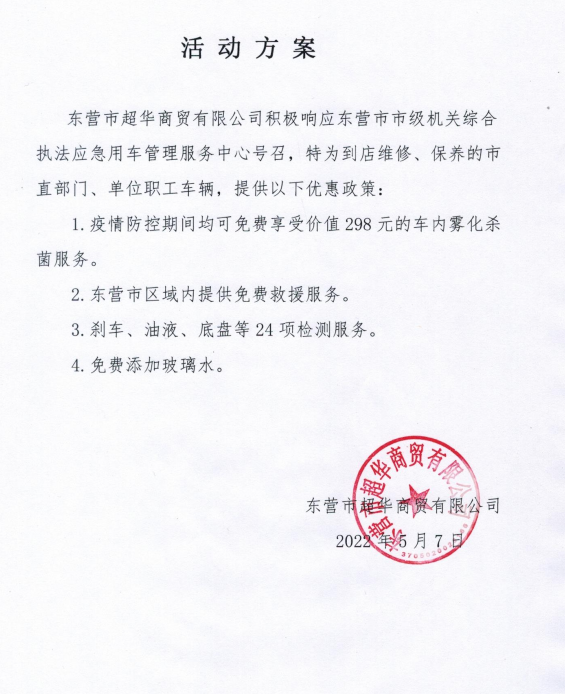 活动方案
东营市超华商贸有限公司积极响应东营市市级机关综合
执法应急用车管理服务中心号召，特为到店维修、保养的市
直部门、单位职工车辆，提供以下优惠政策：
1.疫情防控期间均可免费享受价值 298 元的车内雾化杀
菌服务。
2.东营市区域内提供免费救援服务。
3.刹车、油液、底盘等 24 项检测服务。
4.免费添加玻璃水。
东营市超华商贸有限公司
东营市超华商贸有限公司
2022 年 5 月 7 日